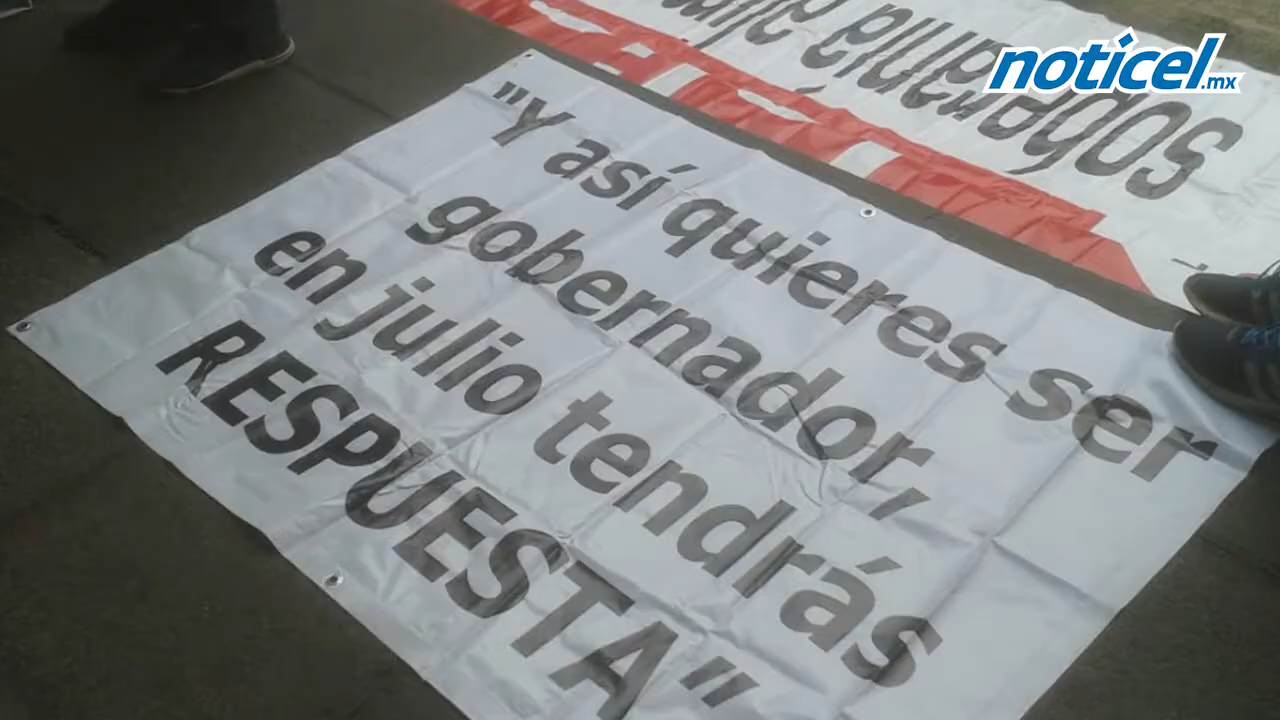 "Y así quieres ser
gobernador,
en julio tendrás
RESPUESTA"
noticel.mx